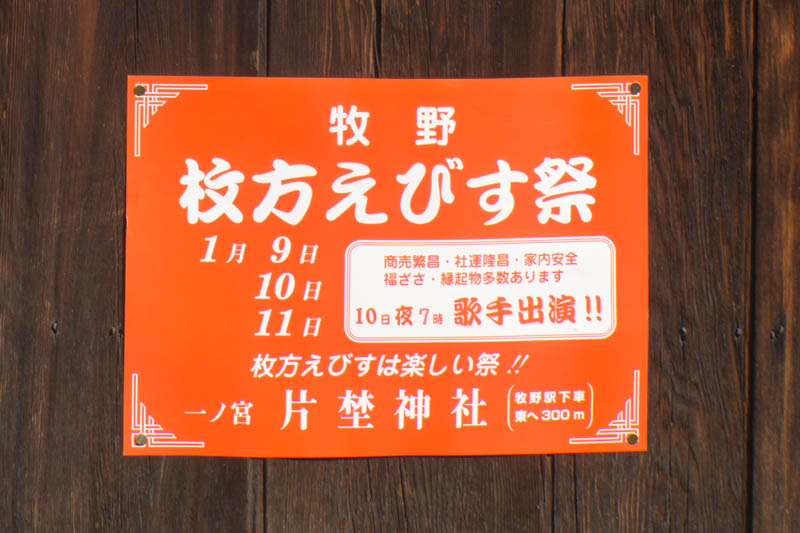 牧野
枚方えびす祭
1月 9日
10日
11日
商売繁昌・社運隆昌・家内安全
福ざさ・縁起物多数あります
10日夜7時 歌手出演!!
枚方えびすは楽しい祭!!
一ノ宮 片埜神社
牧野駅下車
東へ300m